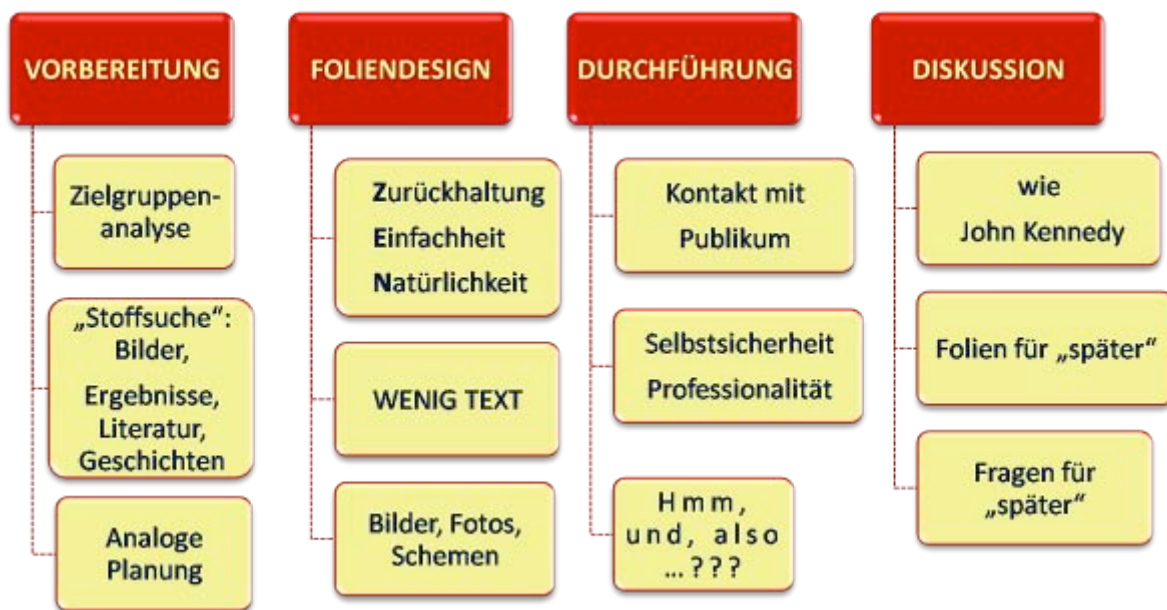 VORBEREITUNG
Zielgruppen-
analyse
„Stoffsuche“:
Bilder,
Ergebnisse,
Literatur,
Geschichten
Analoge
Planung
FOLIENDESIGN
Zurückhaltung
Einfachheit
Natürlichkeit
WENIG TEXT
Bilder, Fotos,
Schemen
DURCHFÜHRUNG
Kontakt mit
Publikum
Selbstsicherheit
Professionalität
Hmm,
und, also
...???
DISKUSSION
wie
John Kennedy
Folien für „später“
Fragen für
„später“